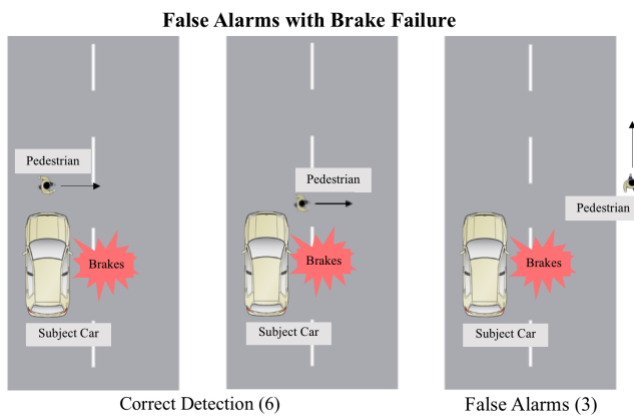 False Alarms with Brake Failure
Pedestrian
Brakes
Subject Car
Pedestrian
Brakes
Subject Car
Pedestrian
Brakes
Subject Car
Correct Detection (6)
False Alarms (3)